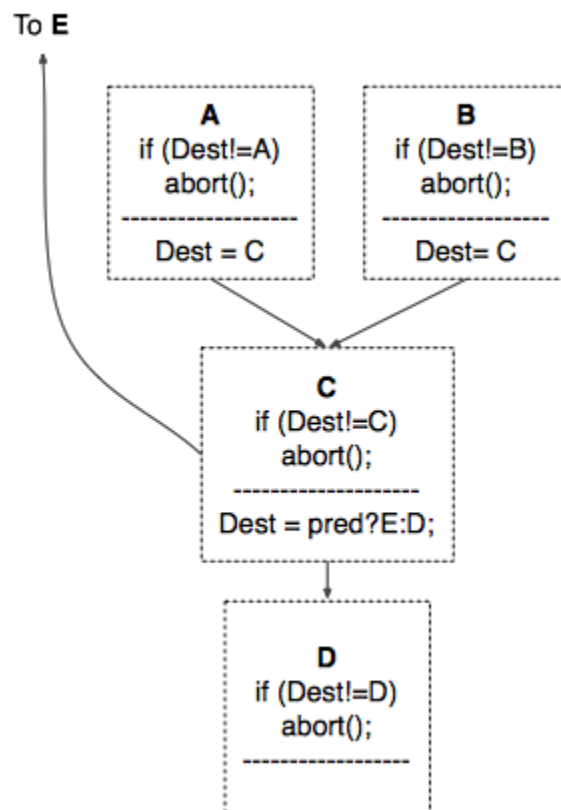 To E
A
if (Dest!=A)
abort();
-------------------
Dest = C
B
if (Dest!=B)
abort();
------------------
Dest= C
C
if (Dest!=C)
abort();
--------------------
Dest = pred?E:D;
D
if (Dest!=D)
abort();
------------------